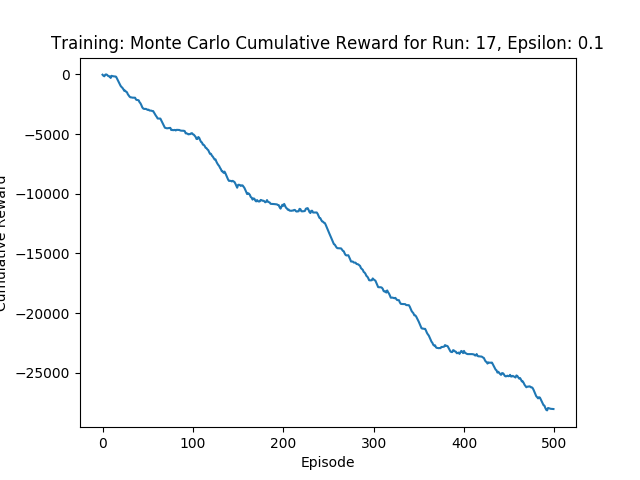 Training: Monte Carlo Cumulative Reward for Run: 17, Epsilon: 0.1
0
−5000
−10000
−15000
−20000
−25000
Cumulative Reward
0 100 200 300 400 500
Episode